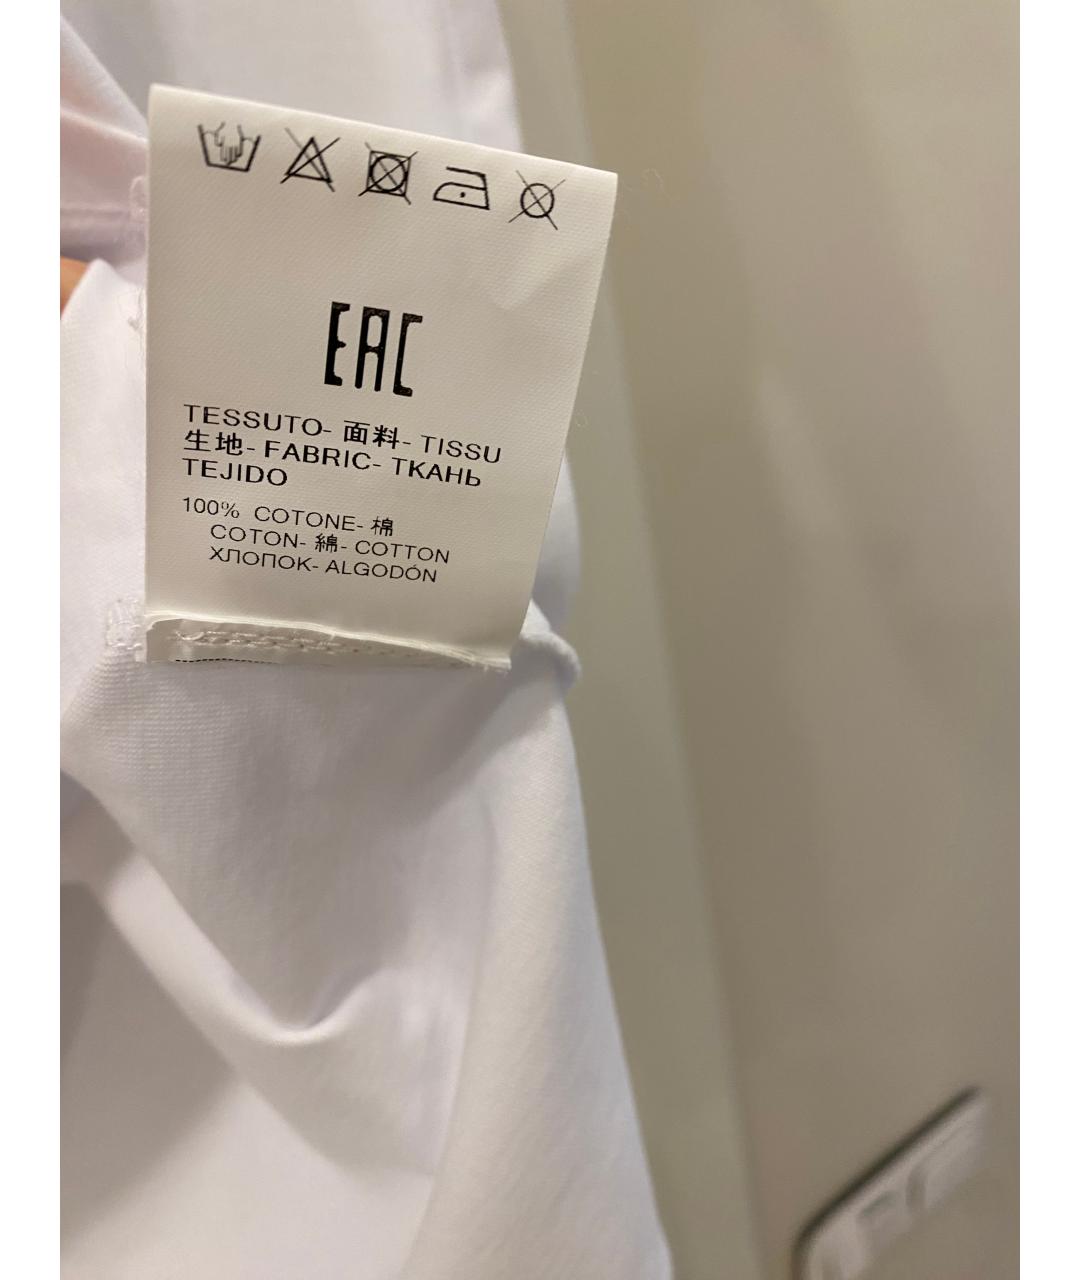 EAC
TESSUTO- 面料- TISSU
生地- FABRIC- ТКАНЬ
TEJIDO
100% COTONE- 棉
COTON- 綿- COTTON
ХЛОПОК- ALGODÓN